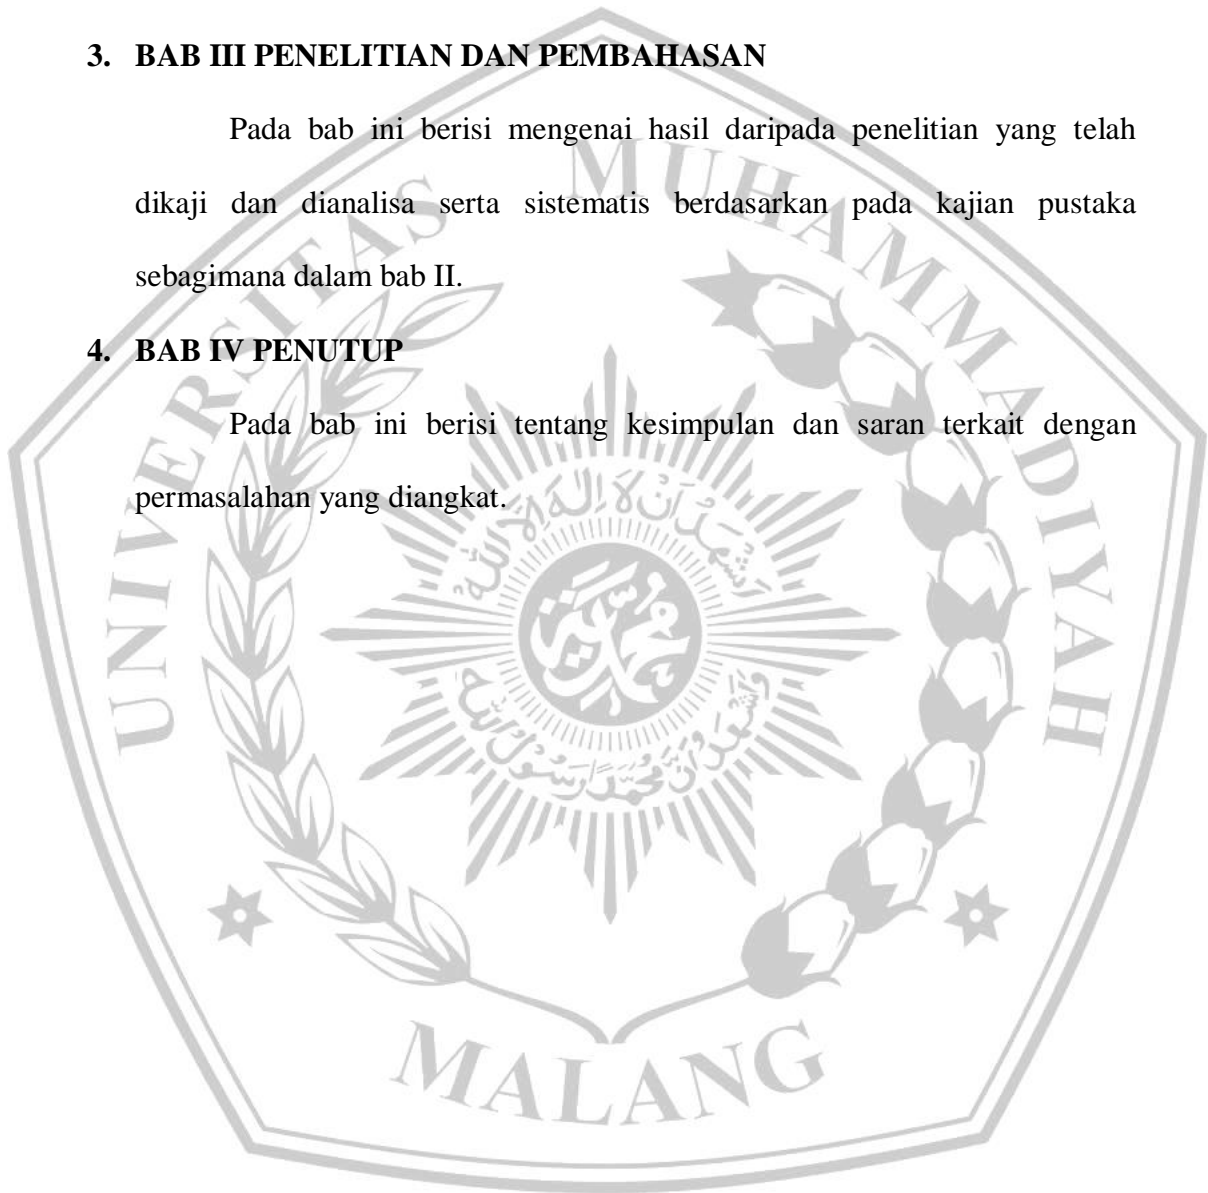 3. BAB III PENELITIAN DAN PEMBAHASAN
Pada bab ini berisi mengenai hasil daripada penelitian yang telah
dikaji dan dianalisa serta sistematis berdasarkan pada kajian pustaka
sebagimana dalam bab II.
4. BAB IV PENUTUP
Pada bab ini berisi tentang kesimpulan dan saran terkait dengan
permasalahan yang diangkat.
UNIVERSITAS MUHAMMADIYAH
MALANG